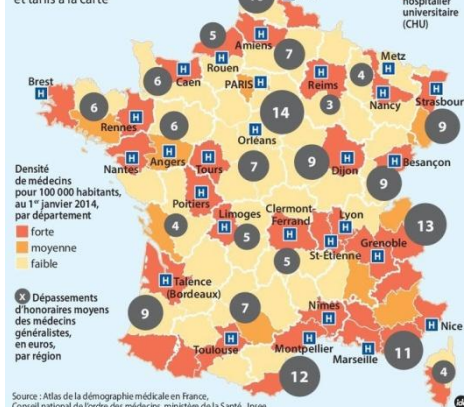 et tarifs à la carte
hospitalier
universitaire
(CHU)
5
Amiens
7
Rouen
Metz
4
Brest
6
Caen
PARIS
Reims
3
Nancy
Strasbourg
6
Rennes
6
14
9
Orléans
Nantes
Angers
Tours
7
9
Dijon
Besançon
9
Densité
de médecins
pour 100 000 habitants,
au 1er janvier 2014,
par département
forte
moyenne
faible
Poitiers
4
Limoges
5
Clermont-
Ferrand
Lyon
13
St-Étienne
Grenoble
5
x Dépassements
d'honoraires moyens
des médecins
généralistes,
en euros,
par région
Talence
(Bordeaux)
9
7
Nîmes
Nice
Toulouse
Montpellier
Marseille
11
12
4
Source : Atlas de la démographie médicale en France,
Conseil national de l'ordre des médecins, ministère de la Santé, Insee